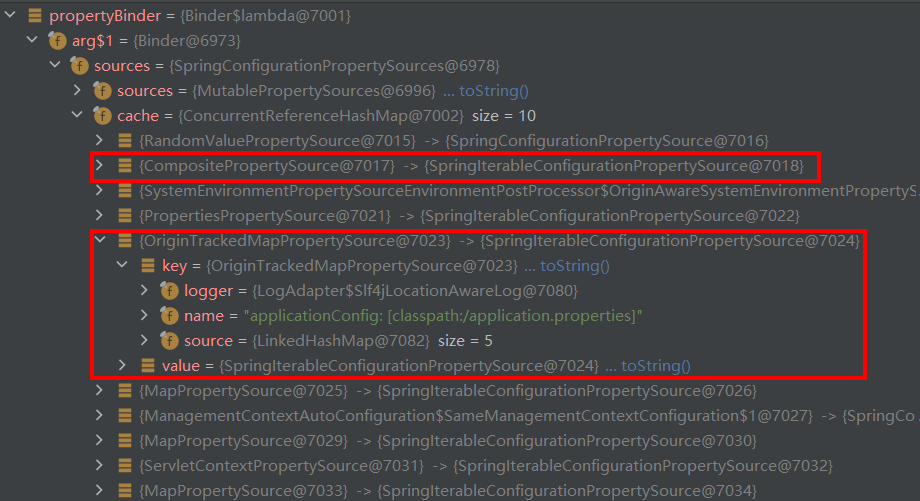 propertyBinder = {Binder$lambda@7001}
arg$1 = {Binder@6973}
sources = {SpringConfigurationPropertySources@6978}
sources = {MutablePropertySources@6996} ... toString()
cache = {ConcurrentReferenceHashMap@7002} size = 10
{RandomValuePropertySource@7015} -> {SpringConfigurationPropertySource@7016}
{CompositePropertySource@7017} -> {SpringIterableConfigurationPropertySource@7018}
{SystemEnvironmentPropertySourceEnvironmentPostProcessor$OriginAwareSystemEnvironmentPropertyS...
{PropertiesPropertySource@7021} -> {SpringIterableConfigurationPropertySource@7022}
{OriginTrackedMapPropertySource@7023} -> {SpringIterableConfigurationPropertySource@7024}
key = {OriginTrackedMapPropertySource@7023} ... toString()
logger = {LogAdapter$Slf4jLocationAwareLog@7080}
name = "applicationConfig: [classpath:/application.properties]"
source = {LinkedHashMap@7082} size = 5
value = {SpringIterableConfigurationPropertySource@7024} ... toString()
{MapPropertySource@7025} -> {SpringIterableConfigurationPropertySource@7026}
{ManagementContextAutoConfiguration$SameManagementContextConfiguration$1@7027} -> {SpringCo...
{MapPropertySource@7029} -> {SpringIterableConfigurationPropertySource@7030}
{ServletContextPropertySource@7031} -> {SpringIterableConfigurationPropertySource@7032}
{MapPropertySource@7033} -> {SpringIterableConfigurationPropertySource@7034}